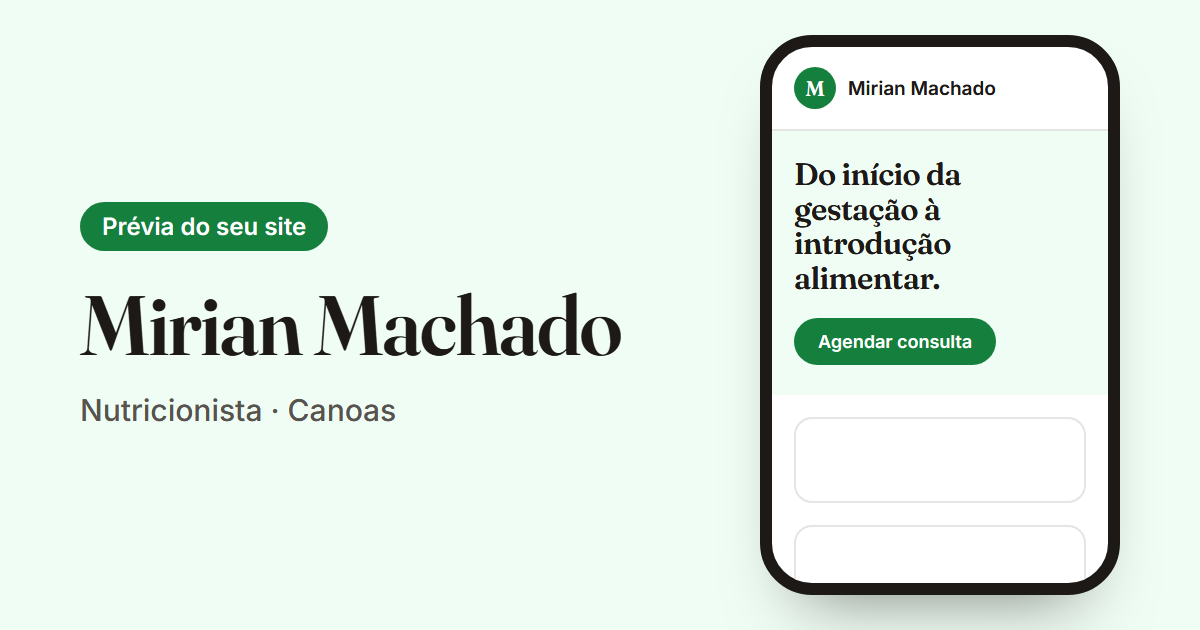 Prévia do seu site
Mirian Machado
Nutricionista · Canoas
M
Mirian Machado
Do início da
gestação à
introdução
alimentar.
Agendar consulta